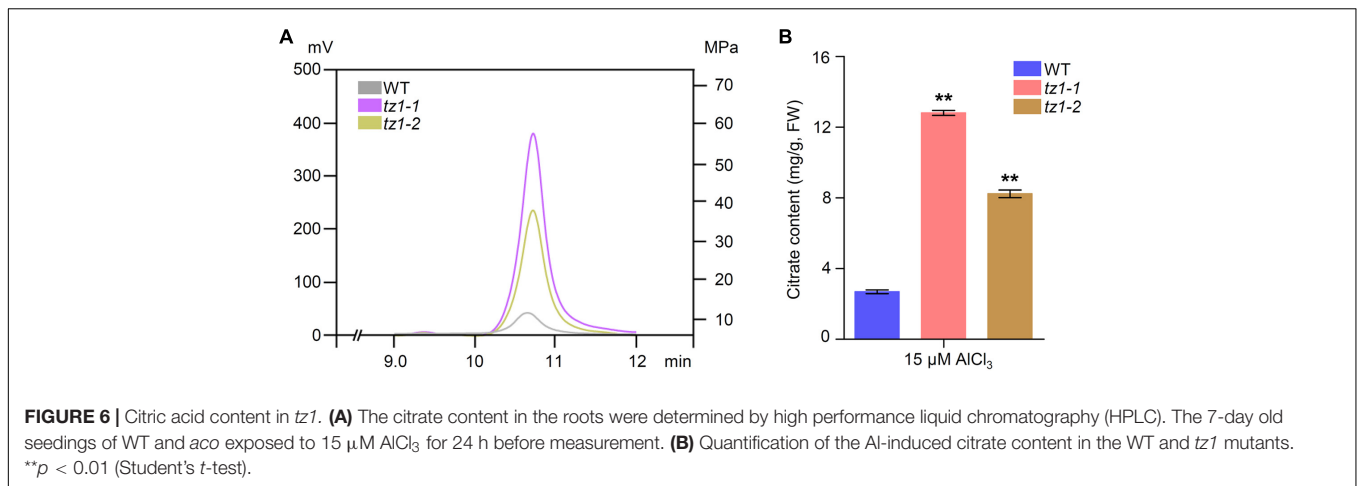 A
mV
MPa
500
400
300
200
100
0
70
60
50
40
30
20
10
WT
tz1-1
tz1-2
9.0 10 11 12 min
B
Citrate content (mg/g, FW)
16
12
8
4
0
WT
tz1-1
tz1-2
**
**
15 µM AlCl₃
FIGURE 6 | Citric acid content in tz1. (A) The citrate content in the roots were determined by high performance liquid chromatography (HPLC). The 7-day old
seedings of WT and aco exposed to 15 µM AlCl₃ for 24 h before measurement. (B) Quantification of the Al-induced citrate content in the WT and tz1 mutants.
**p < 0.01 (Student's t-test).